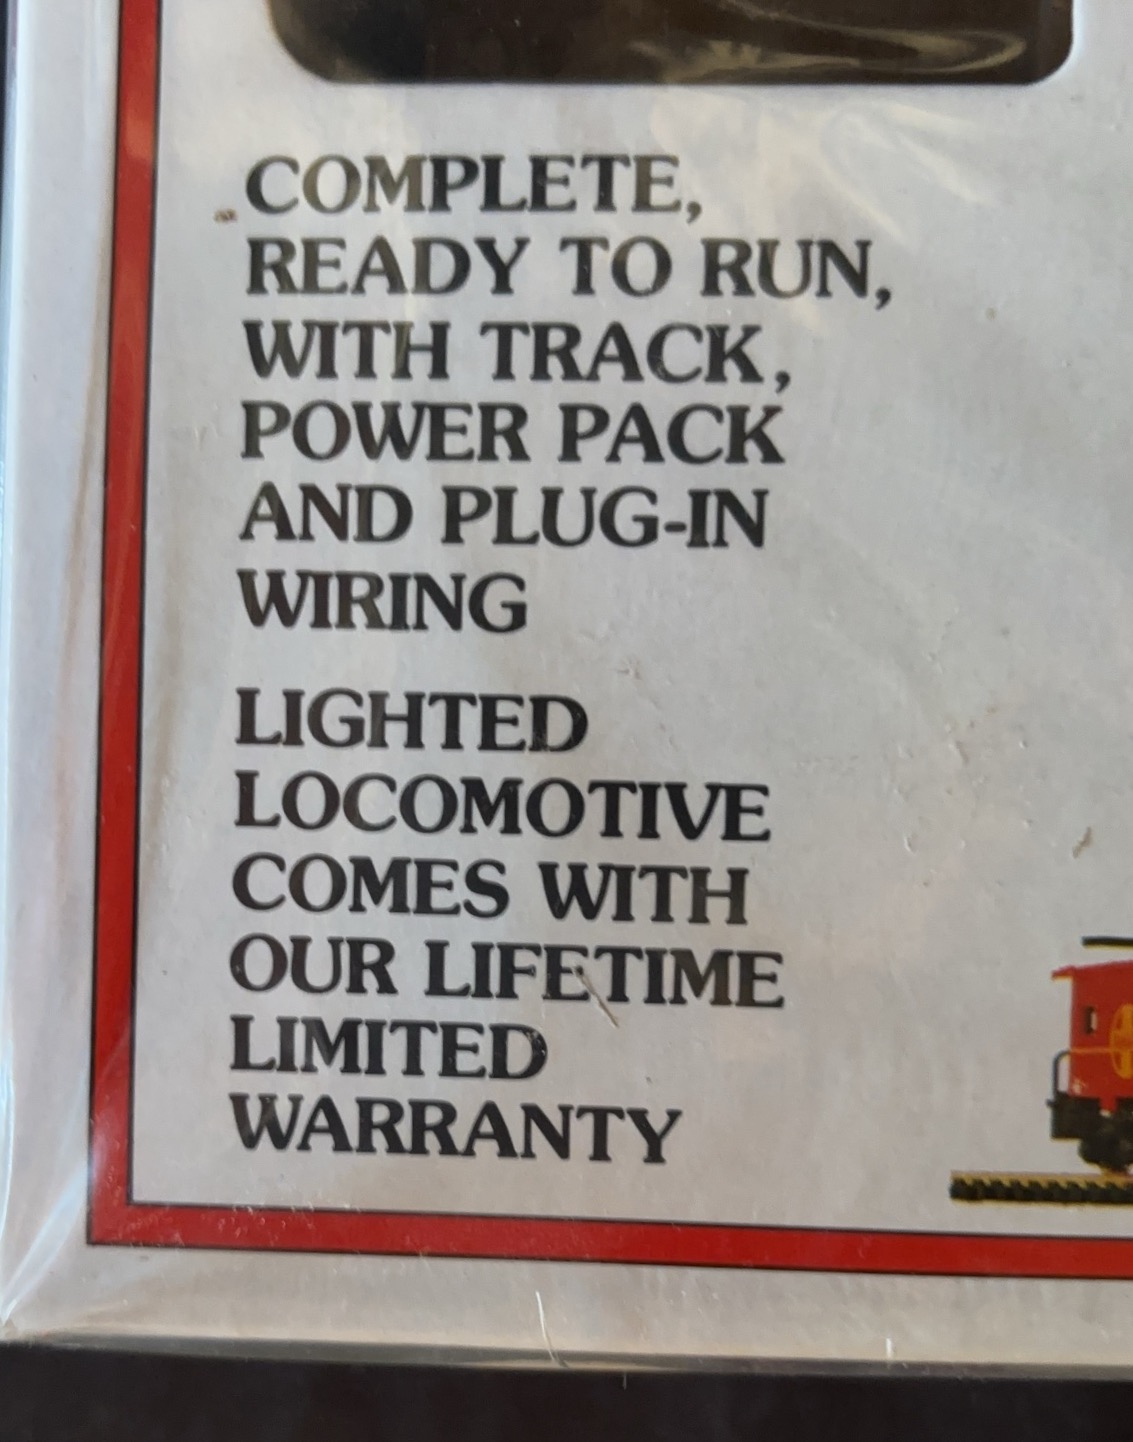 COMPLETE,
READY TO RUN,
WITH TRACK,
POWER PACK
AND PLUG-IN
WIRING
LIGHTED
LOCOMOTIVE
COMES WITH
OUR LIFETIME
LIMITED
WARRANTY